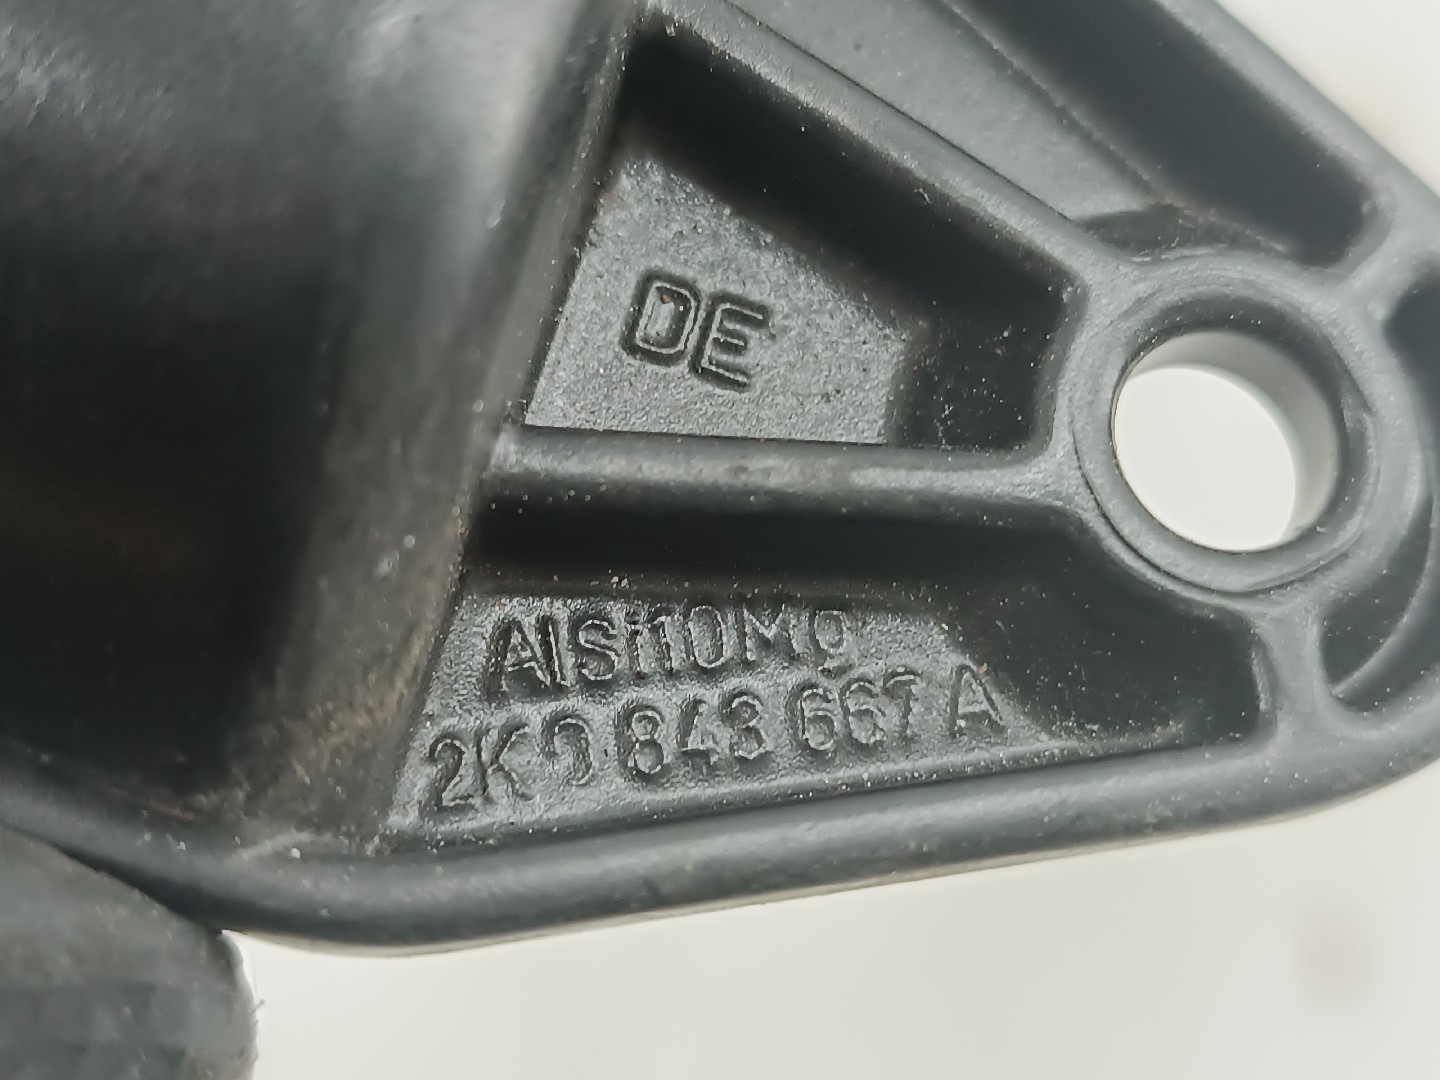 DE
AlSi10Mg
2K0 843 667 A